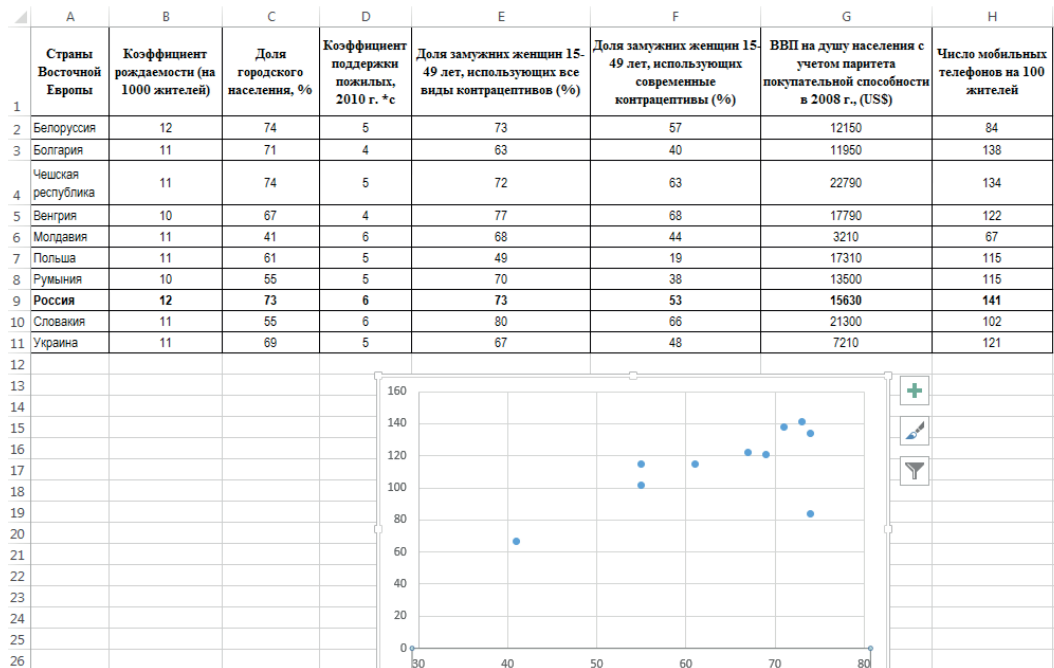 A B C D E F G H
1 Страны Восточной Европы Коэффициент рождаемости (на 1000 жителей) Доля городского населения, % Коэффициент поддержки пожилых, 2010 г. *с Доля замужних женщин 15-49 лет, использующих все виды контрацептивов (%) Доля замужних женщин 15-49 лет, использующих современные контрацептивы (%) ВВП на душу населения с учетом паритета покупательной способности в 2008 г., (US$) Число мобильных телефонов на 100 жителей
2 Белоруссия 12 74 5 73 57 12150 84
3 Болгария 11 71 4 63 40 11950 138
4 Чешская республика 11 74 5 72 63 22790 134
5 Венгрия 10 67 4 77 68 17790 122
6 Молдавия 11 41 6 68 44 3210 67
7 Польша 11 61 5 49 19 17310 115
8 Румыния 10 55 5 70 38 13500 115
9 Россия 12 73 6 73 53 15630 141
10 Словакия 11 55 6 80 66 21300 102
11 Украина 11 69 5 67 48 7210 121
12
13
14
15
16
17
18
19
20
21
22
23
24
25
26
160
140
120
100
80
60
40
20
0
30 40 50 60 70 80